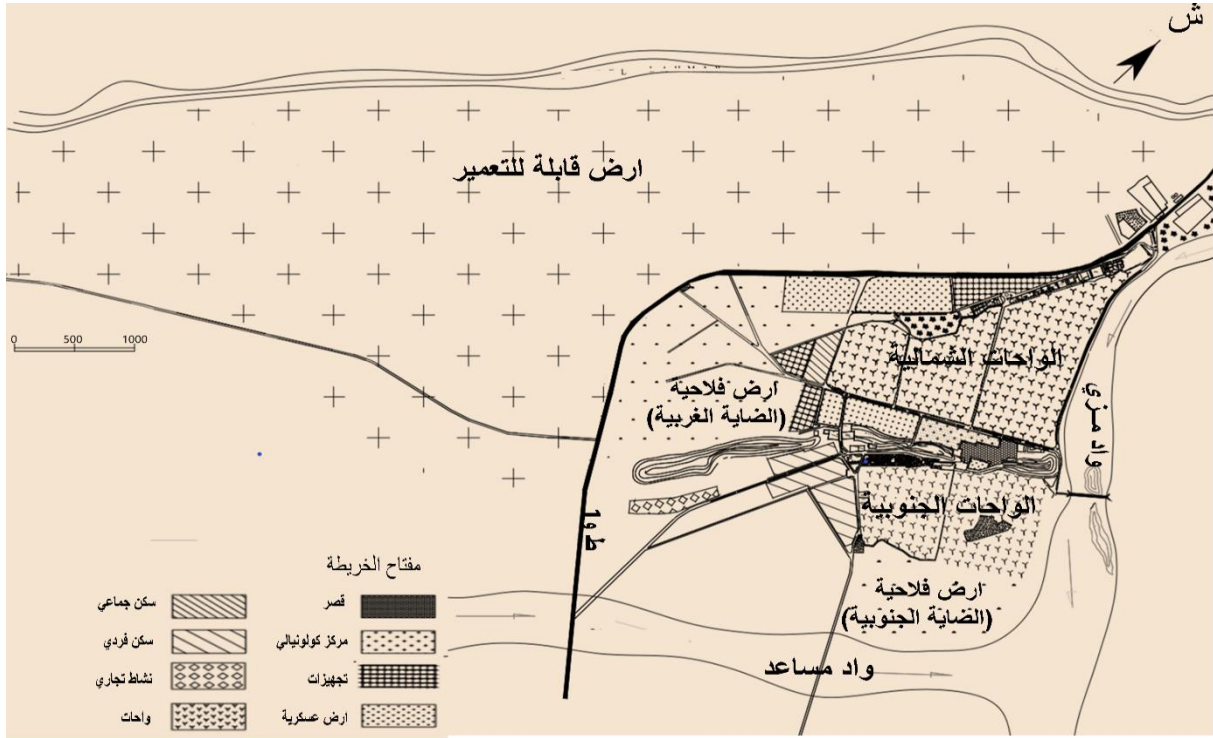 ش
ارض قابلة للتعمير
0 500 1000
الواحات الشمالية
ارض فلاحية
(الضاية الغربية)
واد مزي
الواحات الجنوبية
ط و1
ارض فلاحية
(الضاية الجنوبية)
واد مساعد
مفتاح الخريطة
قصر
سكن جماعي
مركز كولونيالي
سكن فردي
تجهيزات
نشاط تجاري
ارض عسكرية
واحات